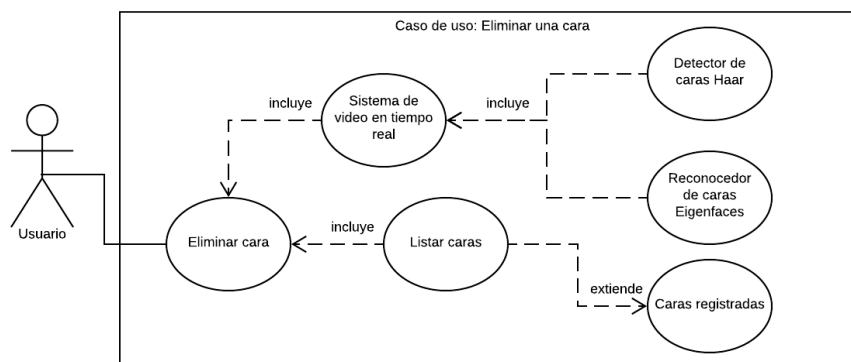 Caso de uso: Eliminar una cara
Detector de
caras Haar
incluye
Sistema de
video en tiempo
real
incluye
Reconocedor
de caras
Eigenfaces
Usuario
Eliminar cara
incluye
Listar caras
extiende
Caras registradas